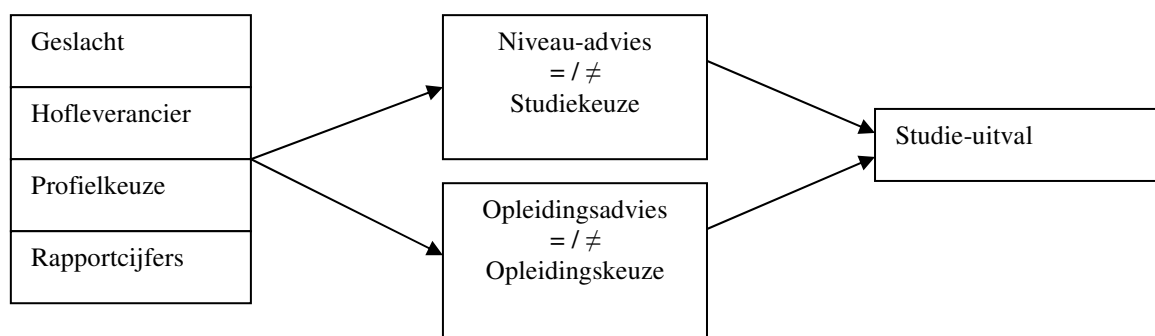 Geslacht
Hofleverancier
Profielkeuze
Rapportcijfers
Niveau-advies
= / ≠
Studiekeuze
Opleidingsadvies
= / ≠
Opleidingskeuze
Studie-uitval